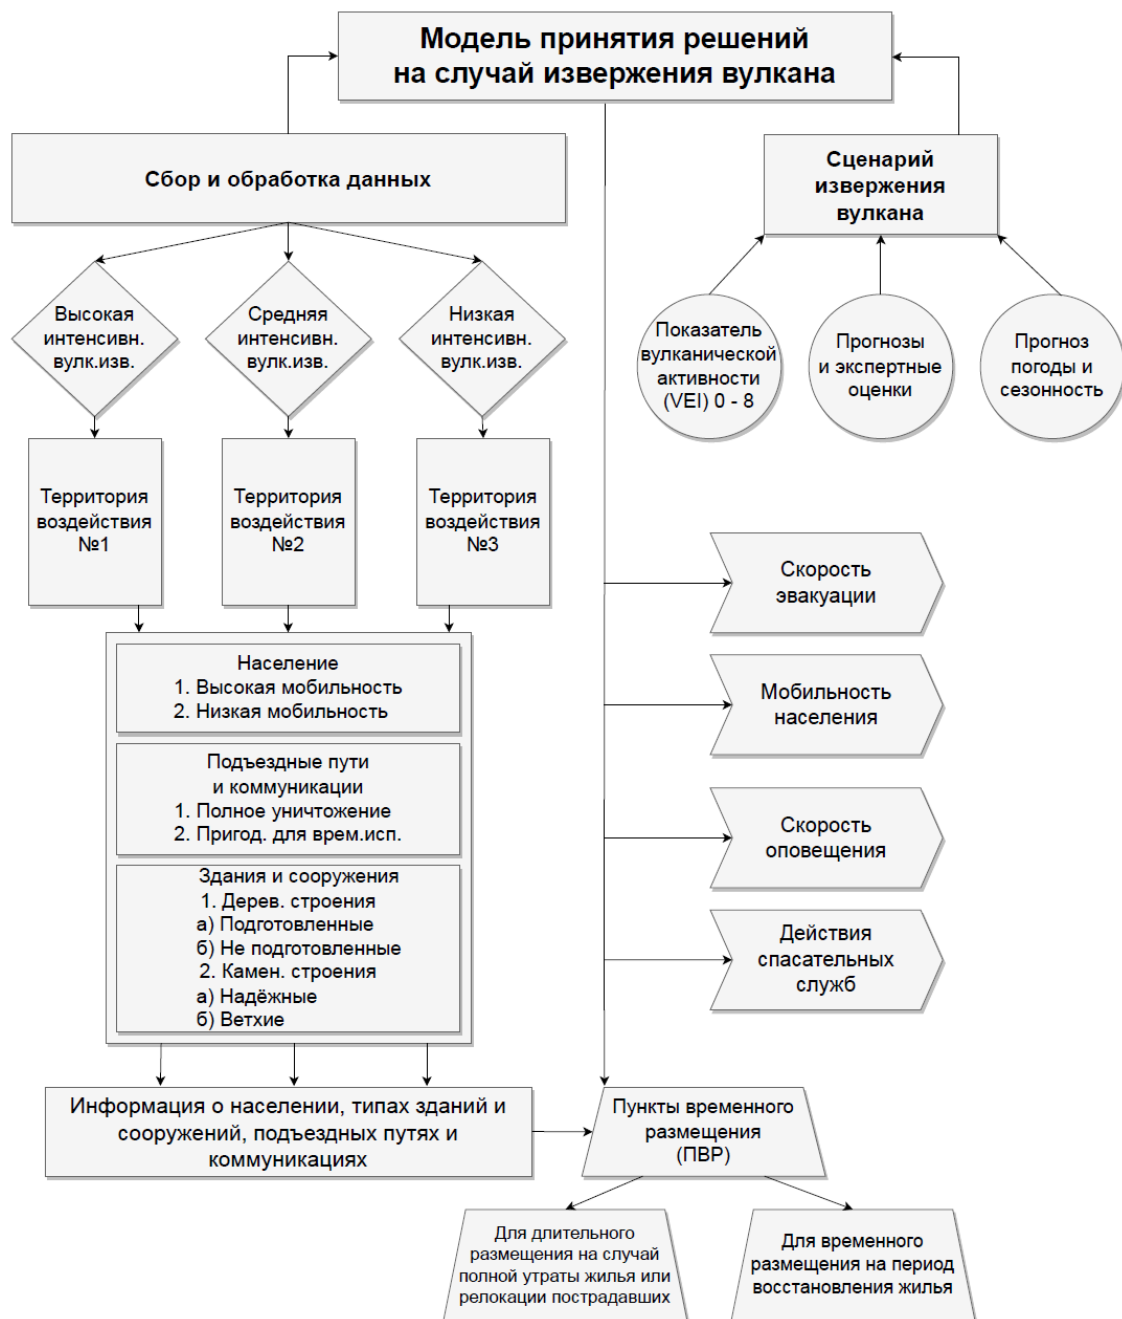 Модель принятия решений
на случай извержения вулкана
Сбор и обработка данных
Сценарий
извержения
вулкана
Высокая
интенсивн.
вулк.изв.
Средняя
интенсивн.
вулк.изв.
Низкая
интенсивн.
вулк.изв.
Показатель
вулканической
активности
(VEI) 0 - 8
Прогнозы
и экспертные
оценки
Прогноз
погоды и
сезонность
Территория
воздействия
№1
Территория
воздействия
№2
Территория
воздействия
№3
Население
1. Высокая мобильность
2. Низкая мобильность
Подъездные пути
и коммуникации
1. Полное уничтожение
2. Пригод. для врем.исп.
Здания и сооружения
1. Дерев. строения
а) Подготовленные
б) Не подготовленные
2. Камен. строения
а) Надёжные
б) Ветхие
Скорость
эвакуации
Мобильность
населения
Скорость
оповещения
Действия
спасательных
служб
Информация о населении, типах зданий и
сооружений, подъездных путях и
коммуникациях
Пункты временного
размещения
(ПВР)
Для длительного
размещения на случай
полной утраты жилья или
релокации пострадавших
Для временного
размещения на период
восстановления жилья